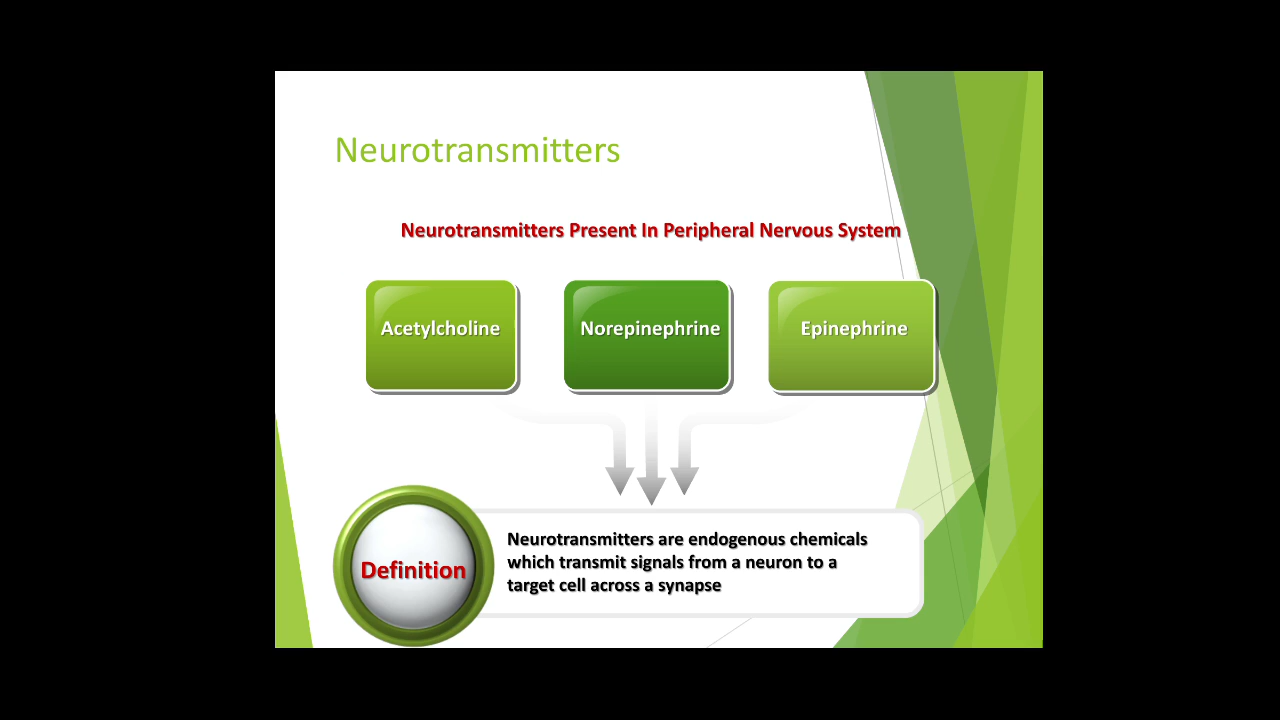 Neurotransmitters
Neurotransmitters Present In Peripheral Nervous System
Acetylcholine
Norepinephrine
Epinephrine
Definition
Neurotransmitters are endogenous chemicals
which transmit signals from a neuron to a
target cell across a synapse